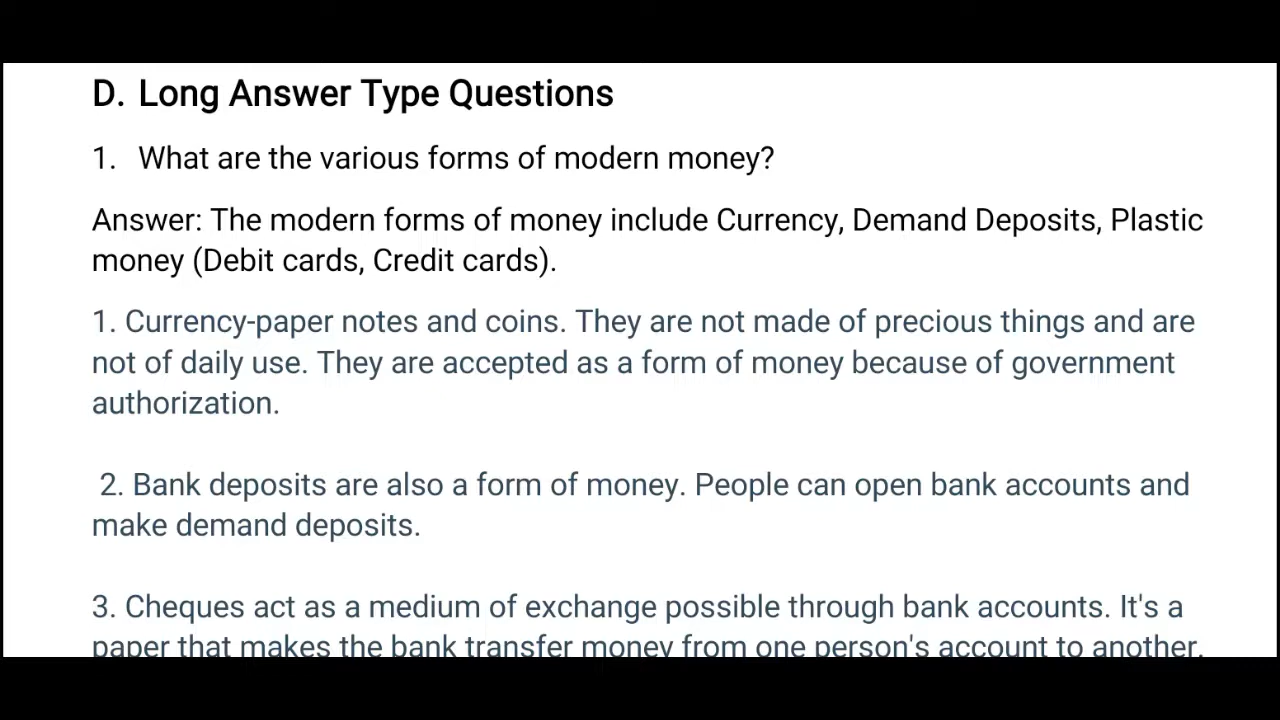 D. Long Answer Type Questions
1. What are the various forms of modern money?
Answer: The modern forms of money include Currency, Demand Deposits, Plastic
money (Debit cards, Credit cards).
1. Currency-paper notes and coins. They are not made of precious things and are
not of daily use. They are accepted as a form of money because of government
authorization.
2. Bank deposits are also a form of money. People can open bank accounts and
make demand deposits.
3. Cheques act as a medium of exchange possible through bank accounts. It's a
paper that makes the bank transfer money from one person's account to another.